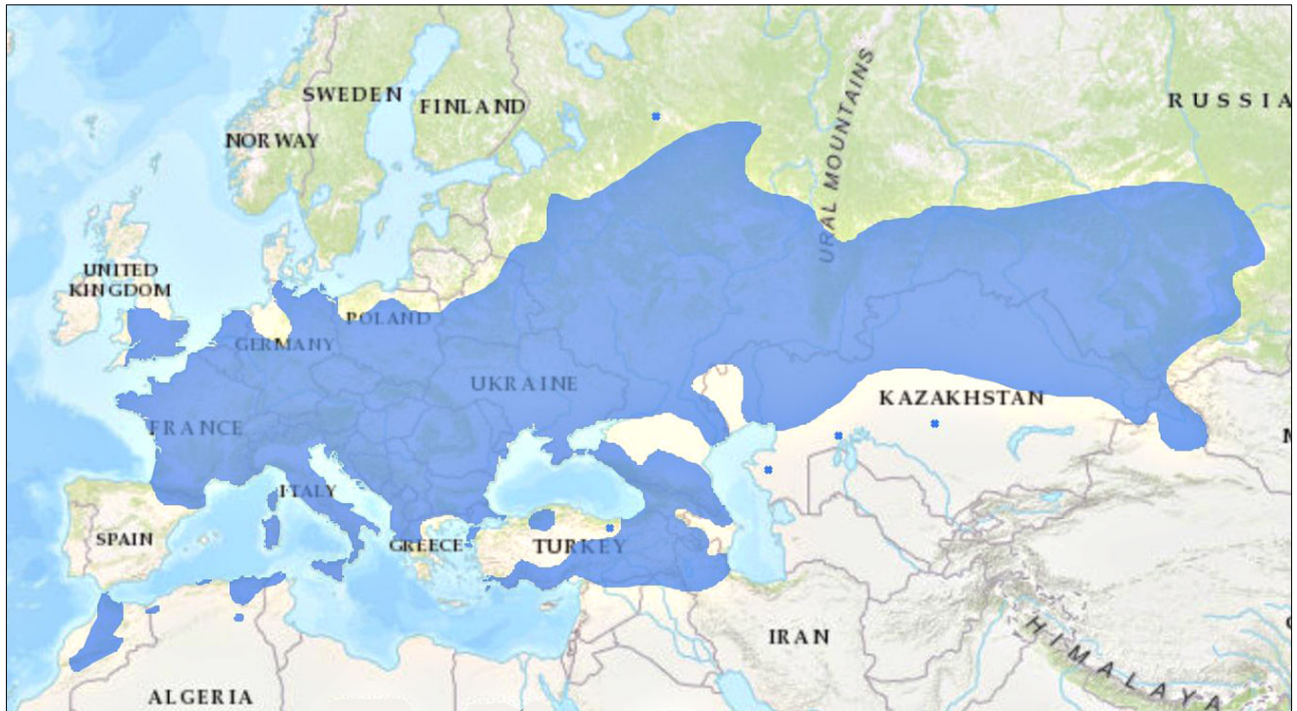 SWEDEN
FINLAND
NORWAY
RUSSIA
URAL MOUNTAINS
UNITED
KINGDOM
POLAND
GERMANY
UKRAINE
KAZAKHSTAN
FRANCE
ITALY
SPAIN
GREECE
TURKEY
IRAN
HIMALAYA
ALGERIA